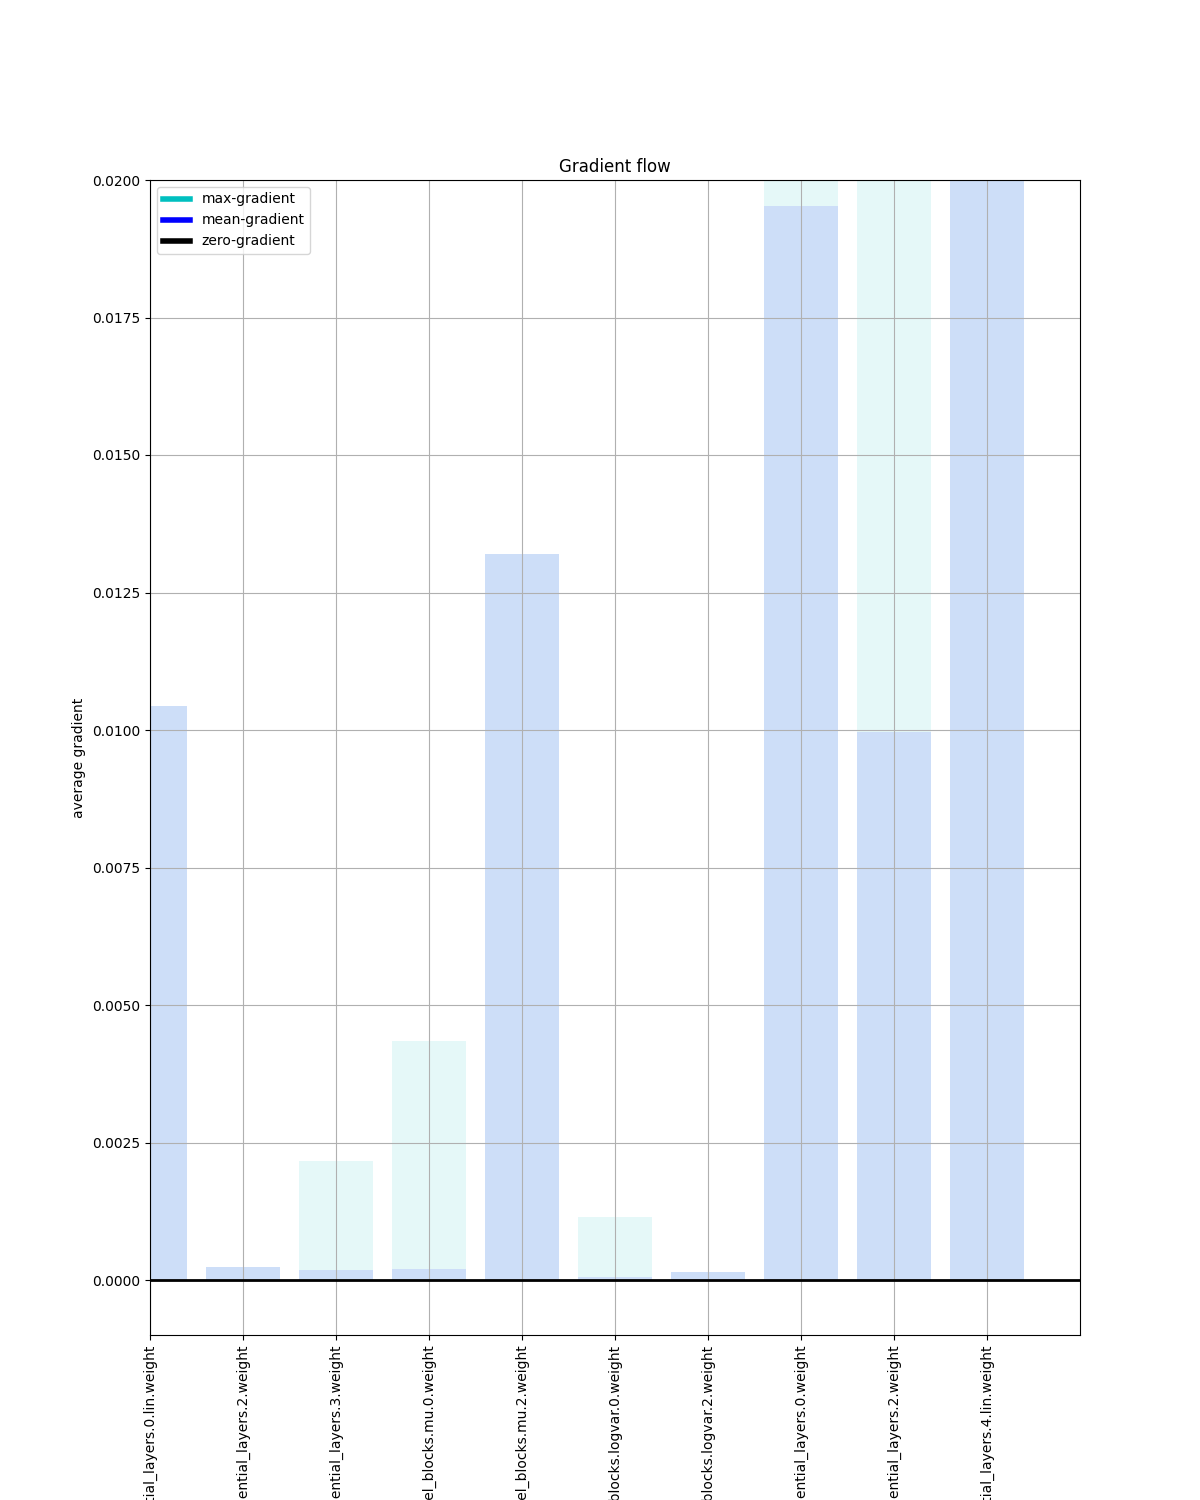 Gradient flow
max-gradient
mean-gradient
zero-gradient
0.0200
0.0175
0.0150
0.0125
0.0100
0.0075
0.0050
0.0025
0.0000
average gradient
tial_layers.0.lin.weight
ential_layers.2.weight
ential_layers.3.weight
el_blocks.mu.0.weight
el_blocks.mu.2.weight
blocks.logvar.0.weight
blocks.logvar.2.weight
ential_layers.0.weight
ential_layers.2.weight
tial_layers.4.lin.weight